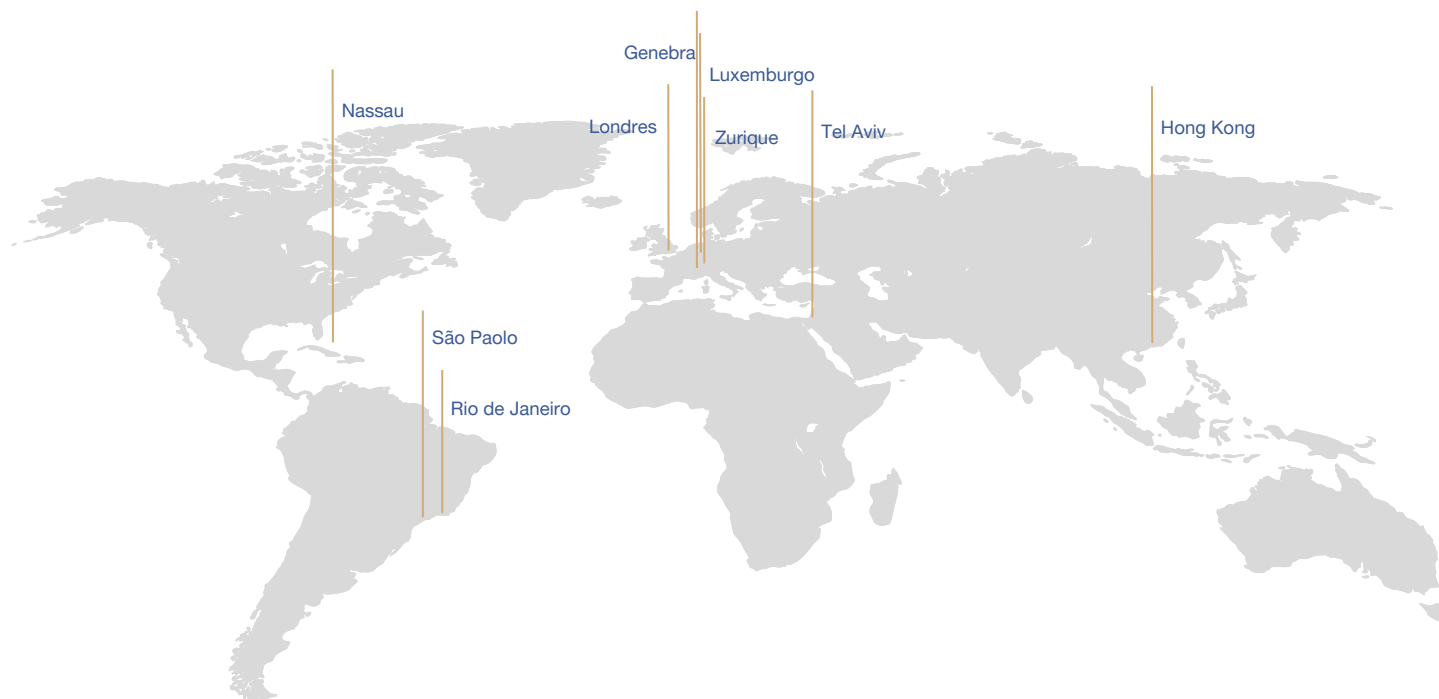 Genebra
Luxemburgo
Nassau
Londres
Zurique
Tel Aviv
Hong Kong
São Paolo
Rio de Janeiro